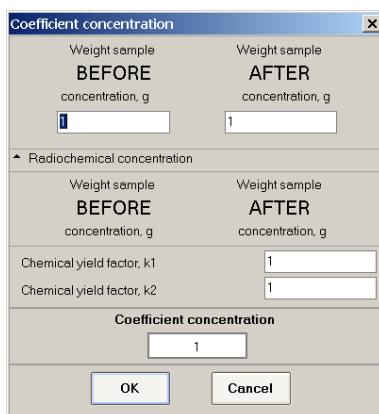 Coefficient concentration
Weight sample Weight sample
BEFORE AFTER
concentration, g concentration, g
1 1
Radiochemical concentration
Weight sample Weight sample
BEFORE AFTER
concentration, g concentration, g
Chemical yield factor, k1 1
Chemical yield factor, k2 1
Coefficient concentration
1
OK Cancel